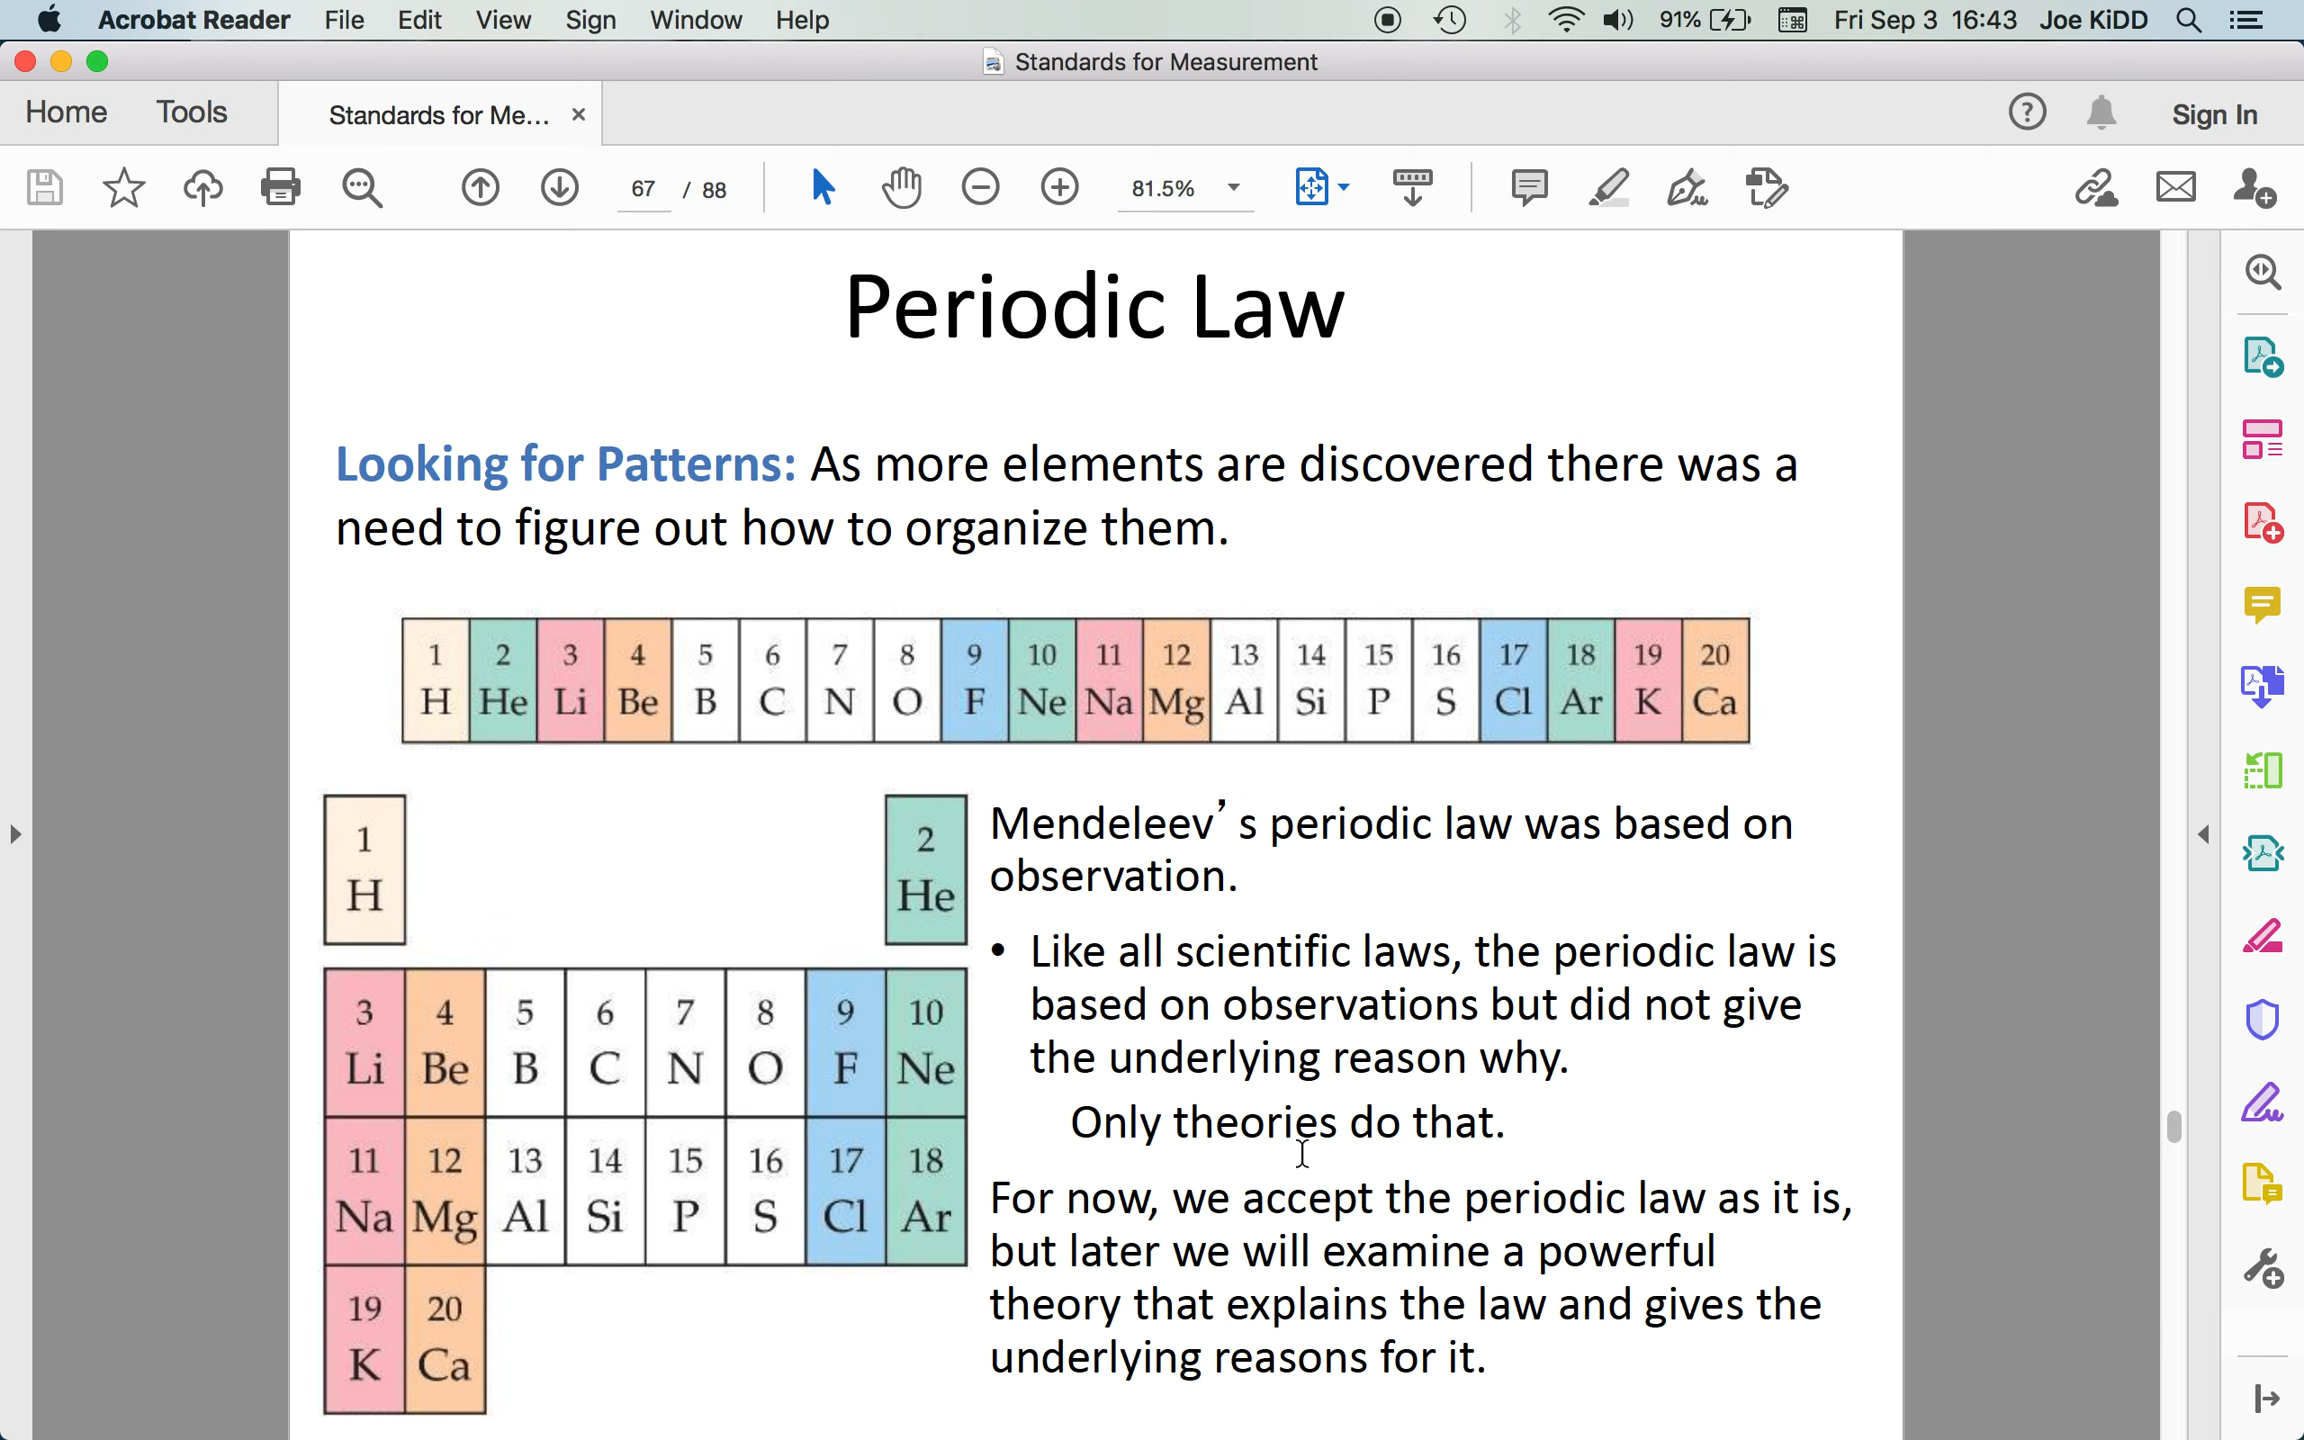 Acrobat Reader File Edit View Sign Window Help 91% Fri Sep 3 16:43 Joe KiDD
Standards for Measurement
Home Tools Standards for Me... × Sign In
67 / 88 81.5%
Periodic Law
Looking for Patterns: As more elements are discovered there was a
need to figure out how to organize them.
1 2 3 4 5 6 7 8 9 10 11 12 13 14 15 16 17 18 19 20
H He Li Be B C N O F Ne Na Mg Al Si P S Cl Ar K Ca
1 2
H He
3 4 5 6 7 8 9 10
Li Be B C N O F Ne
11 12 13 14 15 16 17 18
Na Mg Al Si P S Cl Ar
19 20
K Ca
Mendeleev’s periodic law was based on
observation.
• Like all scientific laws, the periodic law is
based on observations but did not give
the underlying reason why.
Only theories do that.
For now, we accept the periodic law as it is,
but later we will examine a powerful
theory that explains the law and gives the
underlying reasons for it.